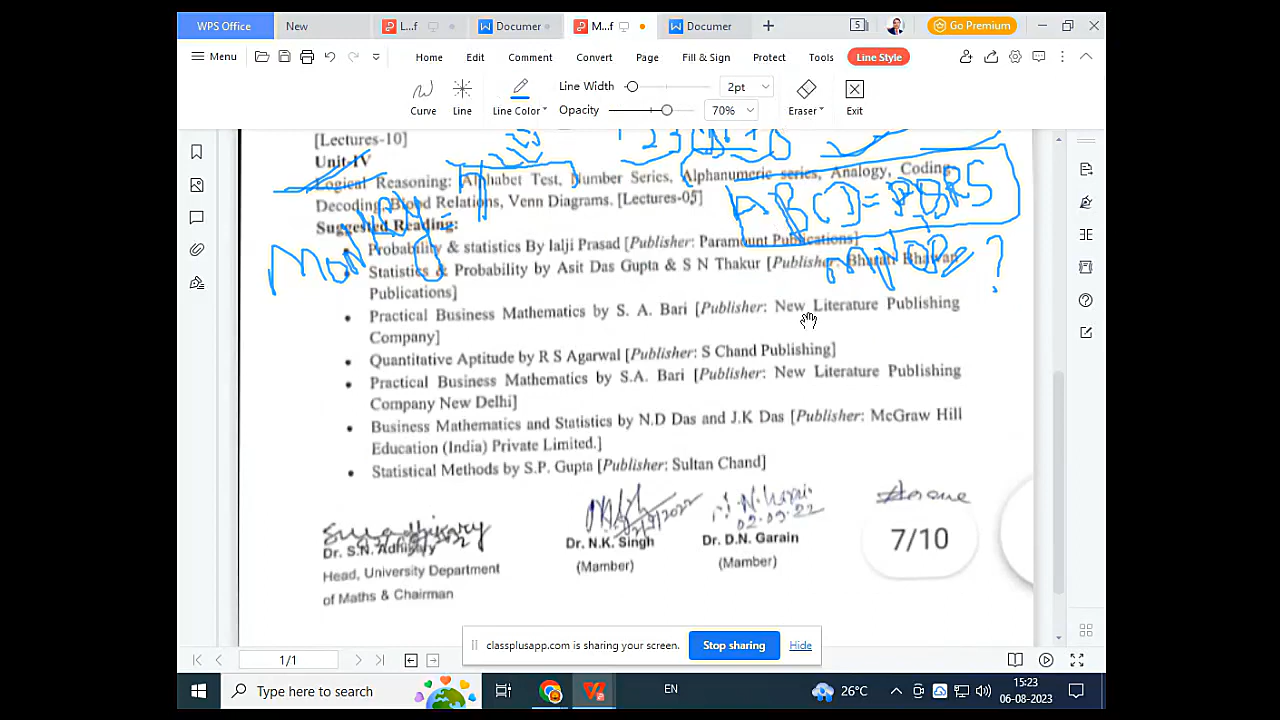 WPS Office New L...f Documer M...f Documer + 5 Go Premium
Menu Home Edit Comment Convert Page Fill & Sign Protect Tools Line Style
Curve Line Line Color Line Width 2pt Opacity 70% Eraser Exit
[Lectures-10]
Unit-IV
Logical Reasoning: Alphabet Test, Number Series, Alphanumeric series, Analogy, Coding
Decoding, Blood Relations, Venn Diagrams. [Lectures-05]
ABCD = PQRS
Monkey =
?
Suggested Reading:
Probability & statistics By lalji Prasad [Publisher: Paramount Publications]
Statistics & Probability by Asit Das Gupta & S N Thakur [Publisher: Bharati Bhawan
Publications]
• Practical Business Mathematics by S. A. Bari [Publisher: New Literature Publishing
Company]
• Quantitative Aptitude by R S Agarwal [Publisher: S Chand Publishing]
• Practical Business Mathematics by S.A. Bari [Publisher: New Literature Publishing
Company New Delhi]
• Business Mathematics and Statistics by N.D Das and J.K Das [Publisher: McGraw Hill
Education (India) Private Limited.]
• Statistical Methods by S.P. Gupta [Publisher: Sultan Chand]
02.09.22
Dr. S.N. Adhikary Dr. N.K. Singh Dr. D.N. Garain 7/10
Head, University Department (Mamber) (Mamber)
of Maths & Chairman
classplusapp.com is sharing your screen. Stop sharing Hide
1/1
Type here to search EN 26°C 15:23
06-08-2023